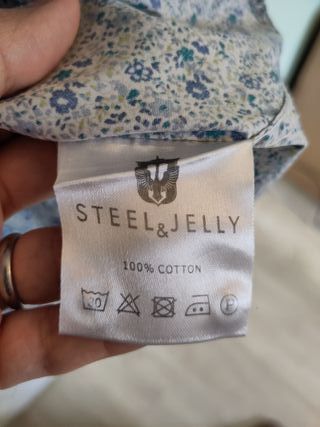 STEEL & JELLY
100% COTTON
30 P